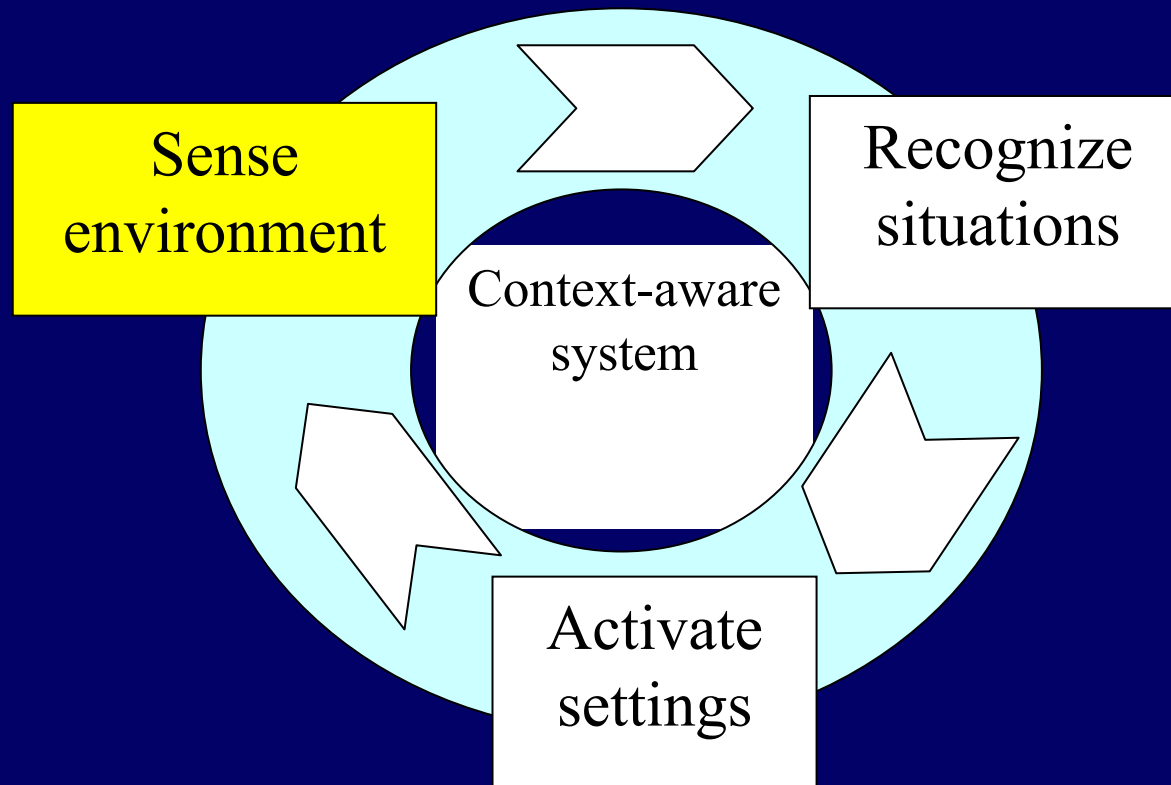 Sense
environment
Recognize
situations
Context-aware
system
Activate
settings